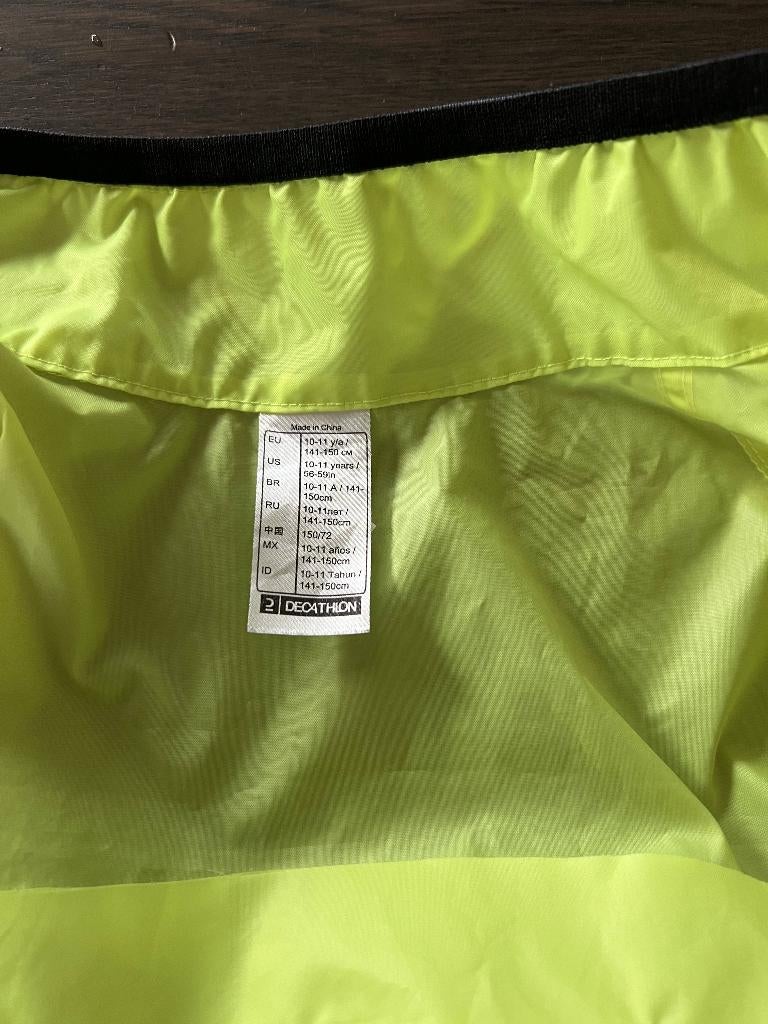 Made in China
EU 10-11 y/a /
141-150 см
US 10-11 years /
56-59in
BR 10-11 A / 141-
150cm
RU 10-11лет /
141-150cm
中国 150/72
MX 10-11 años /
141-150cm
ID 10-11 Tahun /
141-150cm
DECATHLON